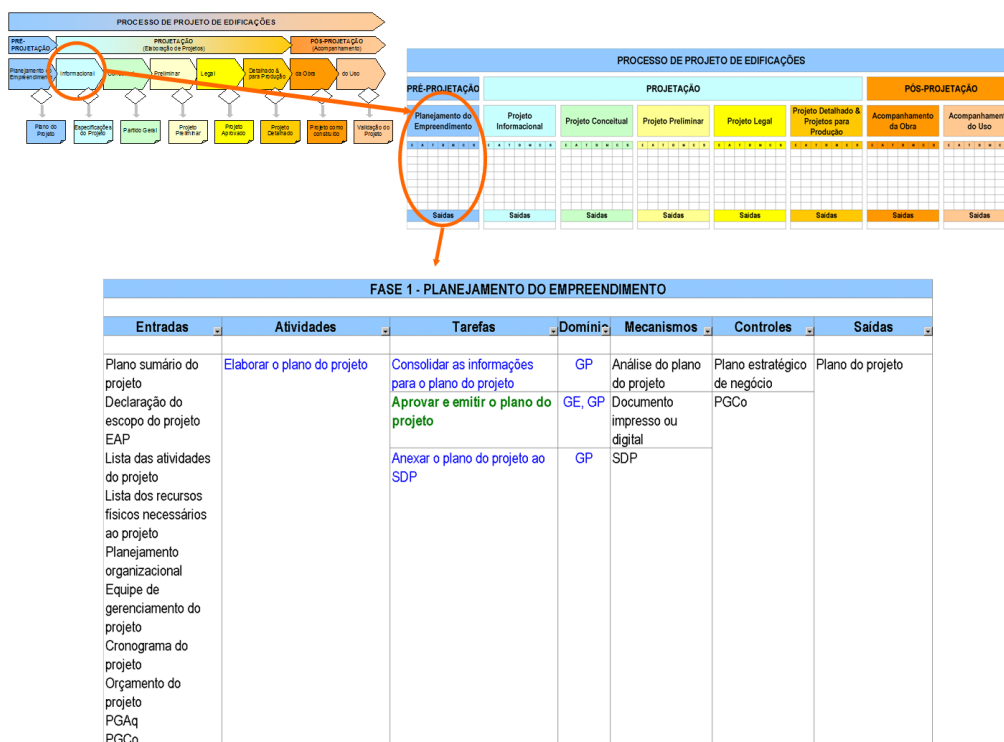 PROCESSO DE PROJETO DE EDIFICAÇÕES
PRÉ-
PROJETAÇÃO
PROJETAÇÃO
(Elaboração de Projetos)
PÓS-PROJETAÇÃO
(Acompanhamento)
Planejamento do
Empreendimento
Informacional
Preliminar
Legal
Detalhado &
para Produção
da Obra
do Uso
Plano do
Projeto
Especificações
do Projeto
Partido Geral
Projeto
Preliminar
Projeto
Aprovado
Projeto
Detalhado
Projeto como
construído
Validação do
Projeto
PROCESSO DE PROJETO DE EDIFICAÇÕES
PRÉ-PROJETAÇÃO
PROJETAÇÃO
PÓS-PROJETAÇÃO
Planejamento do
Empreendimento
Projeto
Informacional
Projeto Conceitual
Projeto Preliminar
Projeto Legal
Projeto Detalhado &
Projetos para
Produção
Acompanhamento
da Obra
Acompanhamen
do Uso
E A T D M C S
E A T D M C S
E A T D M C S
E A T D M C S
E A T D M C S
E A T D M C S
E A T D M C S
E A T D M C S
Saídas
Saídas
Saídas
Saídas
Saídas
Saídas
Saídas
Saídas
FASE 1 - PLANEJAMENTO DO EMPREENDIMENTO
Entradas
Atividades
Tarefas
Domíni
Mecanismos
Controles
Saídas
Plano sumário do
projeto
Declaração do
escopo do projeto
EAP
Lista das atividades
do projeto
Lista dos recursos
físicos necessários
ao projeto
Planejamento
organizacional
Equipe de
gerenciamento do
projeto
Cronograma do
projeto
Orçamento do
projeto
PGAq
PGCo
Elaborar o plano do projeto
Consolidar as informações
para o plano do projeto
GP
Análise do plano
do projeto
Plano estratégico
de negócio
Plano do projeto
Aprovar e emitir o plano do
projeto
GE, GP
Documento
impresso ou
digital
PGCo
Anexar o plano do projeto ao
SDP
GP
SDP